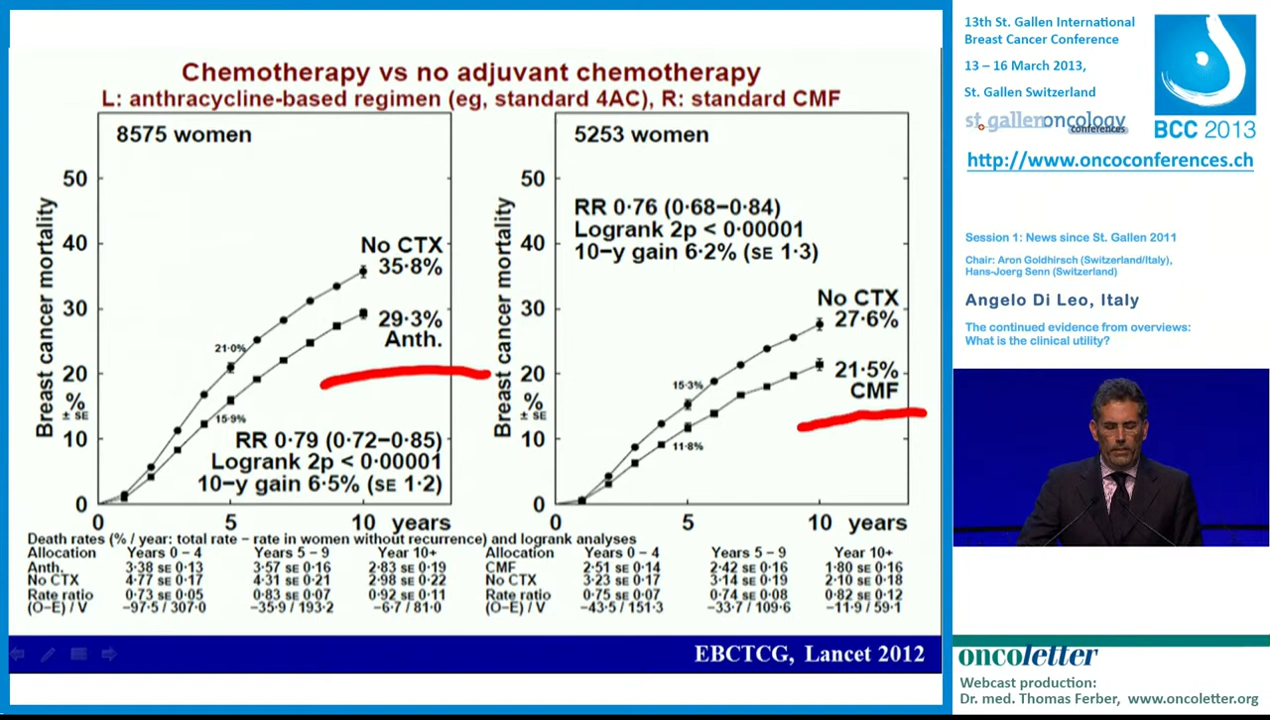 Chemotherapy vs no adjuvant chemotherapy
L: anthracycline-based regimen (eg, standard 4AC), R: standard CMF
8575 women
50
40
30
20
10
0
Breast cancer mortality
%
± SE
No CTX
35·8%
29·3%
Anth.
21·0%
15·9%
RR 0·79 (0·72−0·85)
Logrank 2p < 0·00001
10−y gain 6·5% (SE 1·2)
0 5 10 years
5253 women
50
40
30
20
10
0
Breast cancer mortality
%
± SE
RR 0·76 (0·68−0·84)
Logrank 2p < 0·00001
10−y gain 6·2% (SE 1·3)
No CTX
27·6%
21·5%
CMF
15·3%
11·8%
0 5 10 years
Death rates (% / year: total rate − rate in women without recurrence) and logrank analyses
Allocation Years 0 − 4 Years 5 − 9 Year 10+
Anth. 3·38 SE 0·13 3·57 SE 0·16 2·83 SE 0·19
No CTX 4·77 SE 0·17 4·31 SE 0·21 2·98 SE 0·22
Rate ratio 0·73 SE 0·05 0·83 SE 0·07 0·92 SE 0·11
(O−E) / V −97·5 / 307·0 −35·9 / 193·2 −6·7 / 81·0
Allocation Years 0 − 4 Years 5 − 9 Year 10+
CMF 2·51 SE 0·14 2·42 SE 0·16 1·80 SE 0·16
No CTX 3·23 SE 0·17 3·14 SE 0·19 2·10 SE 0·18
Rate ratio 0·75 SE 0·07 0·74 SE 0·08 0·82 SE 0·12
(O−E) / V −43·5 / 151·3 −33·7 / 109·6 −11·9 / 59·1
EBCTCG, Lancet 2012
13th St. Gallen International
Breast Cancer Conference
13 – 16 March 2013,
St. Gallen Switzerland
st.gallenoncology
conferences
BCC 2013
http://www.oncoconferences.ch
Session 1: News since St. Gallen 2011
Chair: Aron Goldhirsch (Switzerland/Italy),
Hans-Joerg Senn (Switzerland)
Angelo Di Leo, Italy
The continued evidence from overviews:
What is the clinical utility?
oncoletter
Webcast production:
Dr. med. Thomas Ferber, www.oncoletter.org